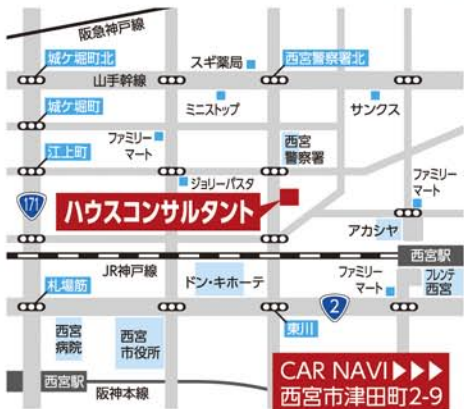 阪急神戸線
城ケ堀町北
スギ薬局
西宮警察署北
山手幹線
城ケ堀町
ミニストップ
サンクス
ファミリー
マート
西宮
警察署
江上町
ジョリーパスタ
ファミリー
マート
171
ハウスコンサルタント
アカシヤ
西宮駅
JR神戸線
ドン・キホーテ
ファミリー
マート
フレンテ
西宮
札場筋
2
東川
西宮
病院
西宮
市役所
CAR NAVI▶▶▶
西宮市津田町2-9
西宮駅
阪神本線